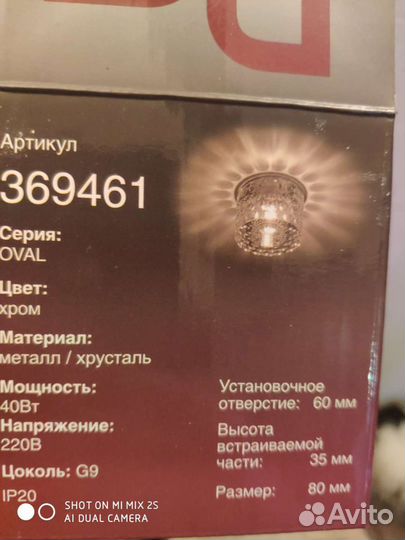 Артикул
369461
Серия:
OVAL
Цвет:
хром
Материал:
металл / хрусталь
Мощность:
40Вт
Напряжение:
220В
Цоколь: G9
IP20
Установочное
отверстие: 60 мм
Высота
встраиваемой
части: 35 мм
Размер: 80 мм
SHOT ON MI MIX 2S
AI DUAL CAMERA
Avito